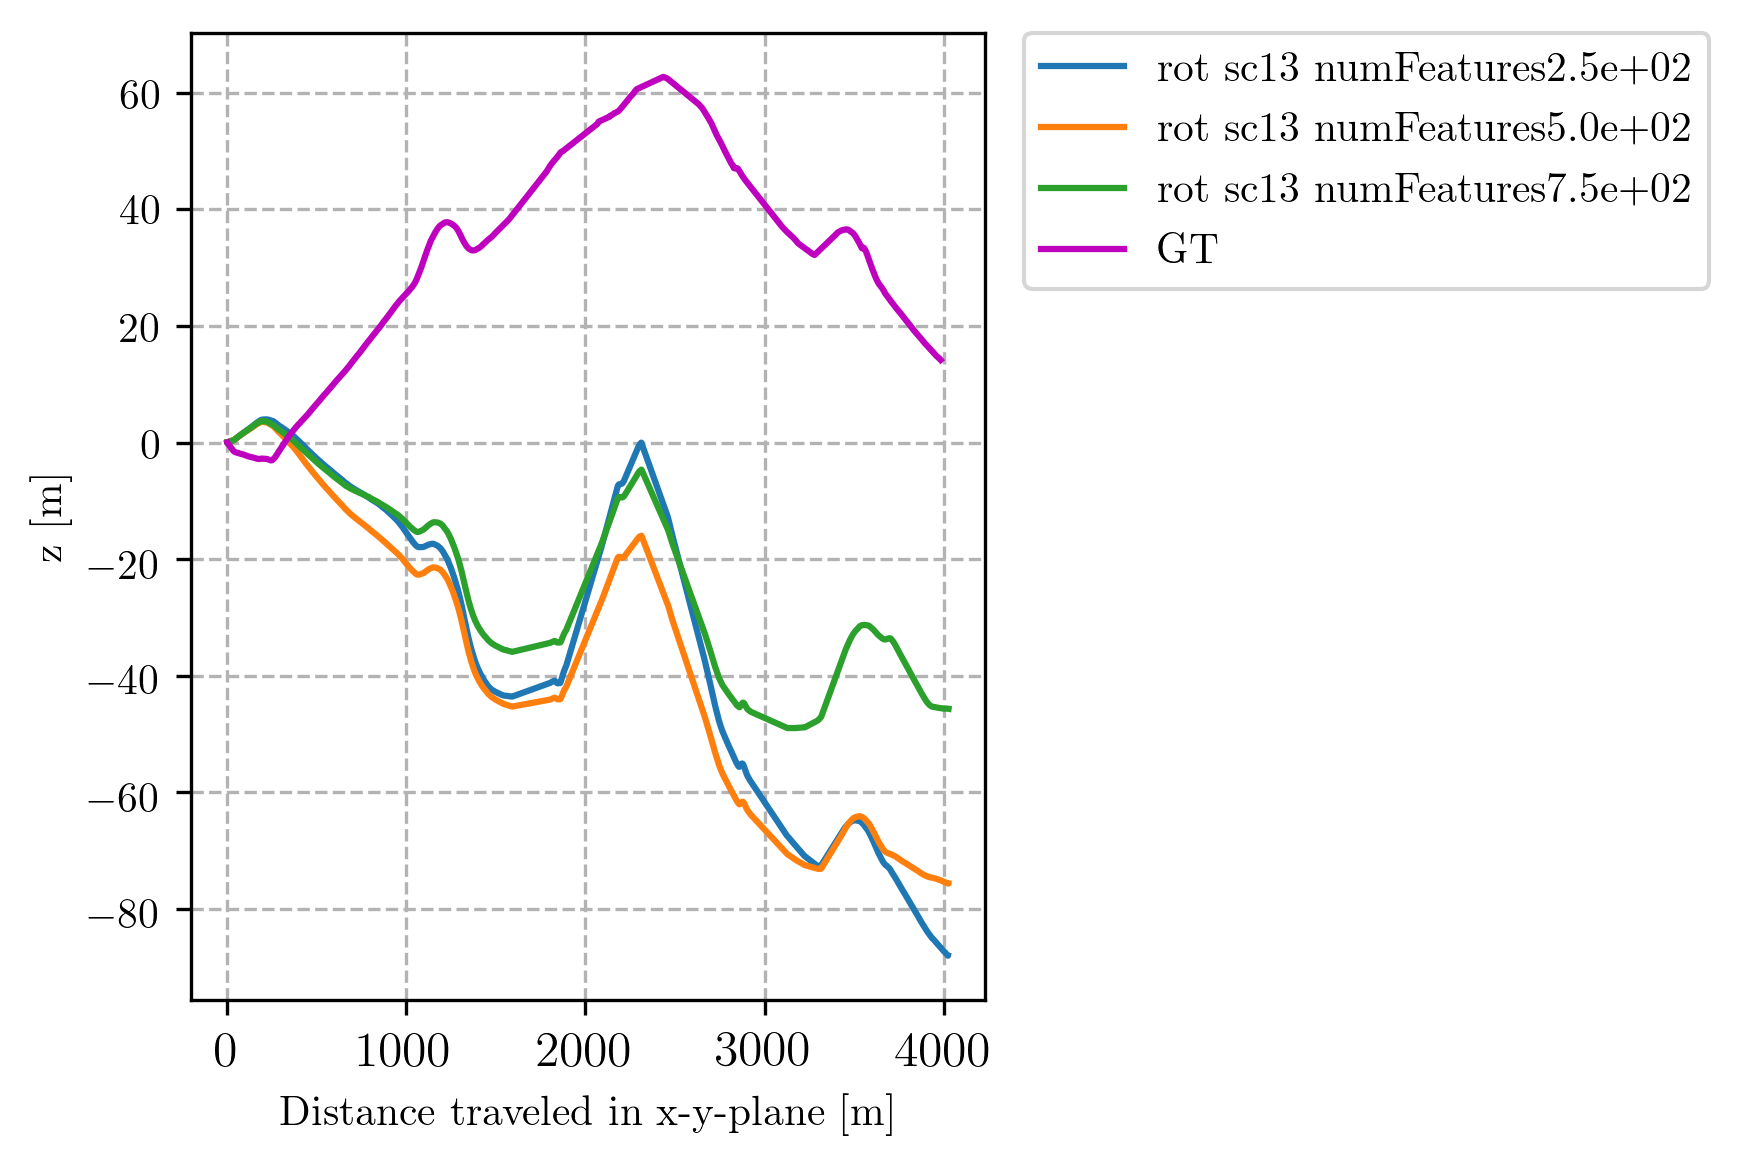 60
40
20
0
−20
−40
−60
−80
z [m]
0 1000 2000 3000 4000
Distance traveled in x-y-plane [m]
rot sc13 numFeatures2.5e+02
rot sc13 numFeatures5.0e+02
rot sc13 numFeatures7.5e+02
GT